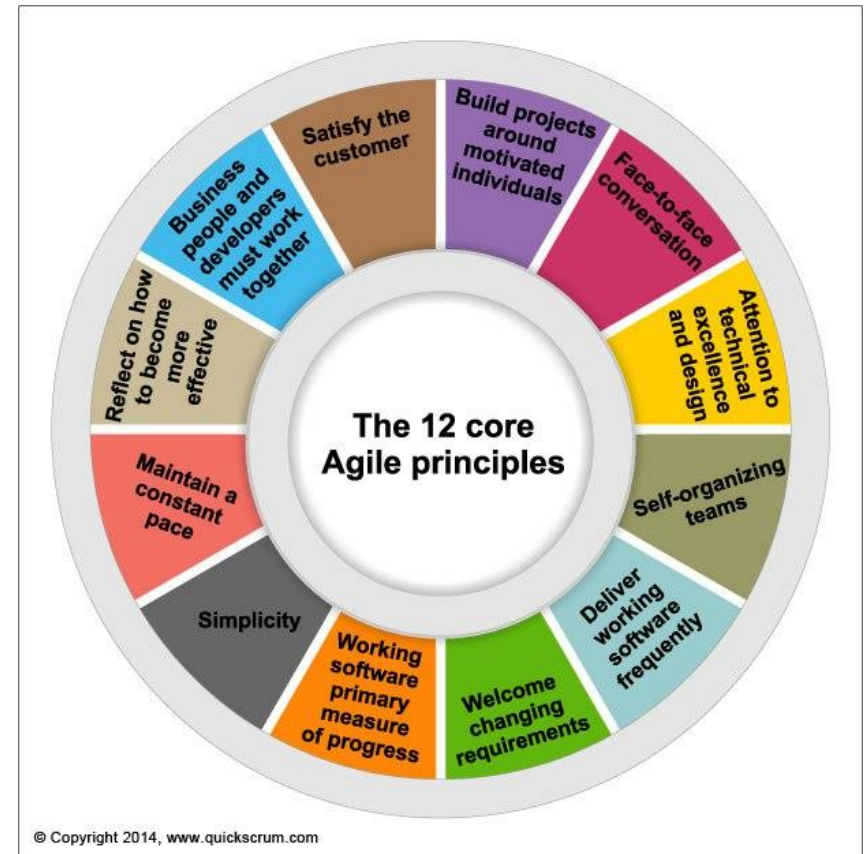 Build projects
around
motivated
individuals
Face-to-face
conversation
Attention to
technical
excellence
and design
Self-organizing
teams
Deliver
working
software
frequently
Welcome
changing
requirements
Working
software
primary
measure
of progress
Simplicity
Maintain a
constant
pace
Reflect on how
to become
more
effective
Business
people and
developers
must work
together
Satisfy the
customer
The 12 core
Agile principles
© Copyright 2014, www.quickscrum.com